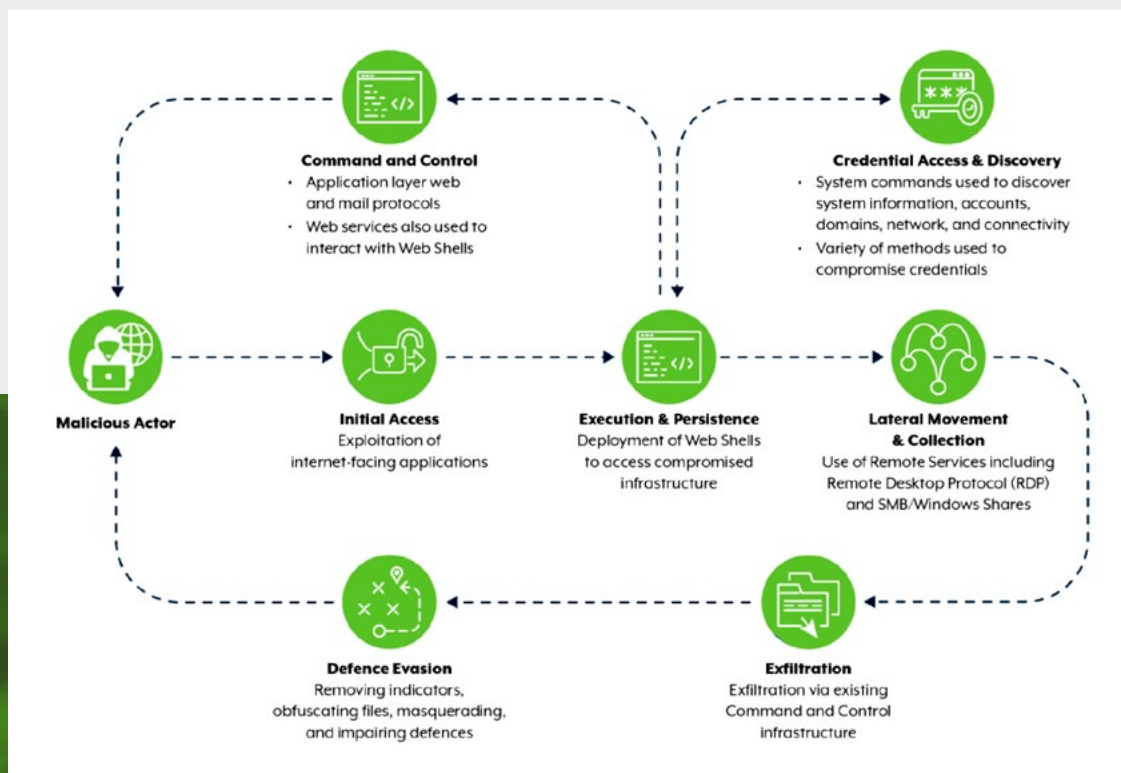 Command and Control
· Application layer web
and mail protocols
· Web services also used to
interact with Web Shells
Credential Access & Discovery
· System commands used to discover
system information, accounts,
domains, network, and connectivity
· Variety of methods used to
compromise credentials
Malicious Actor
Initial Access
Exploitation of
internet-facing applications
Execution & Persistence
Deployment of Web Shells
to access compromised
infrastructure
Lateral Movement
& Collection
Use of Remote Services including
Remote Desktop Protocol (RDP)
and SMB/Windows Shares
Defence Evasion
Removing indicators,
obfuscating files, masquerading,
and impairing defences
Exfiltration
Exfiltration via existing
Command and Control
infrastructure